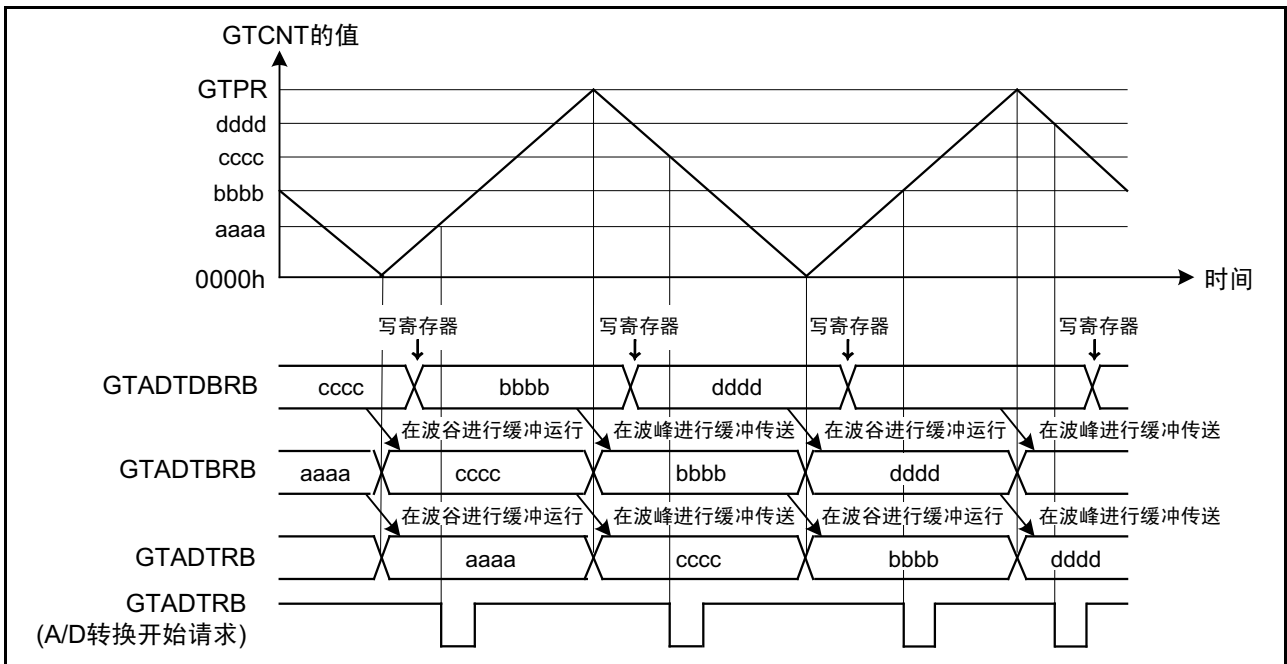 GTCNT的值
GTPR
dddd
cccc
bbbb
aaaa
0000h
时间
写寄存器 写寄存器 写寄存器 写寄存器
GTADTDBRB cccc bbbb dddd
在波谷进行缓冲运行 在波峰进行缓冲传送 在波谷进行缓冲运行 在波峰进行缓冲传送
GTADTBRB aaaa cccc bbbb dddd
在波谷进行缓冲运行 在波峰进行缓冲传送 在波谷进行缓冲运行 在波峰进行缓冲传送
GTADTRB aaaa cccc bbbb dddd
GTADTRB
(A/D转换开始请求)